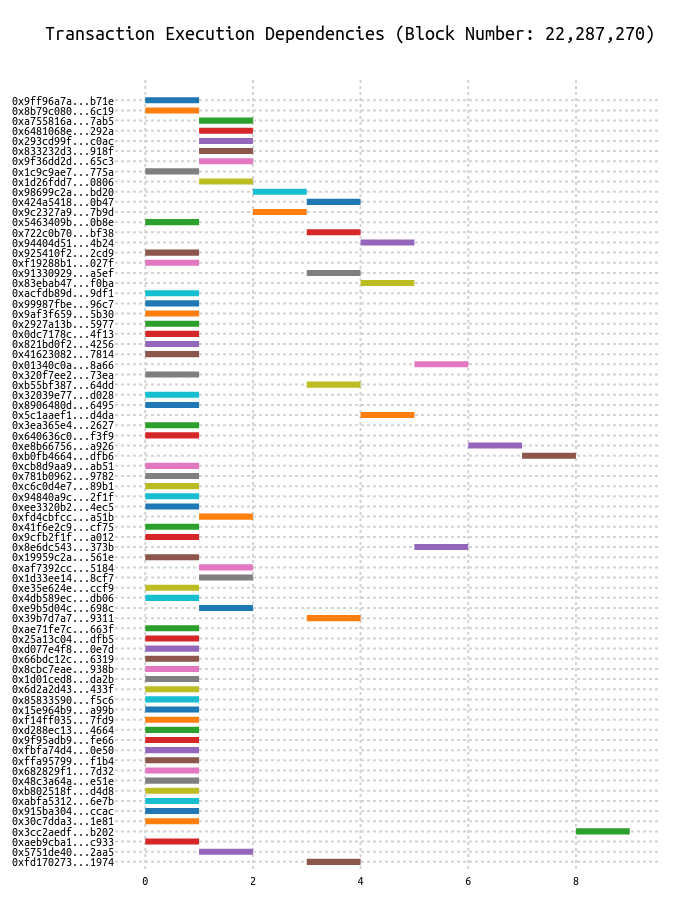 Transaction Execution Dependencies (Block Number: 22,287,270)
0x9ff96a7a...b71e
0x8b79c080...6c19
0xa755816a...7ab5
0x6481068e...292a
0x293cd99f...c0ac
0x833232d3...918f
0x9f36dd2d...65c3
0x1c9c9ae7...775a
0x1d26fdd7...0806
0x98699c2a...bd20
0x424a5418...0b47
0x9c2327a9...7b9d
0x5463409b...0b8e
0x722c0b70...bf38
0x94404d51...4b24
0x925410f2...2cd9
0xf19288b1...027f
0x91330929...a5ef
0x83ebab47...f0ba
0xacfdb89d...9df1
0x99987fbe...96c7
0x9af3f659...5b30
0x2927a13b...5977
0x0dc7178c...4f13
0x821bd0f2...4256
0x41623082...7814
0x01340c0a...8a66
0x320f7ee2...73ea
0xb55bf387...64dd
0x32039e77...d028
0x8906480d...6495
0x5c1aaef1...d4da
0x3ea365e4...2627
0x640636c0...f3f9
0xe8b66756...a926
0xb0fb4664...dfb6
0xcb8d9aa9...ab51
0x781b0962...9782
0xc6c0d4e7...89b1
0x94840a9c...2f1f
0xee3320b2...4ec5
0xfd4cbfcc...a51b
0x41f6e2c9...cf75
0x9cfb2f1f...a012
0x8e6dc543...373b
0x19959c2a...561e
0xaf7392cc...5184
0x1d33ee14...8cf7
0xe35e624e...ccf9
0x4db589ec...db06
0xe9b5d04c...698c
0x39b7d7a7...9311
0xae71fe7c...663f
0x25a13c04...dfb5
0xd077e4f8...0e7d
0x66bdc12c...6319
0x8cbc7eae...938b
0x1d01ced8...da2b
0x6d2a2d43...433f
0x85833590...f5c6
0x15e964b9...a99b
0xf14ff035...7fd9
0xd288ec13...4664
0x9f95adb9...fe66
0xfbfa74d4...0e50
0xffa95799...f1b4
0x682829f1...7d32
0x48c3a64a...e51e
0xb802518f...d4d8
0xabfa5312...6e7b
0x915ba304...ccac
0x30c7dda3...1e81
0x3cc2aedf...b202
0xaeb9cba1...c933
0x5751de40...2aa5
0xfd170273...1974
0 2 4 6 8